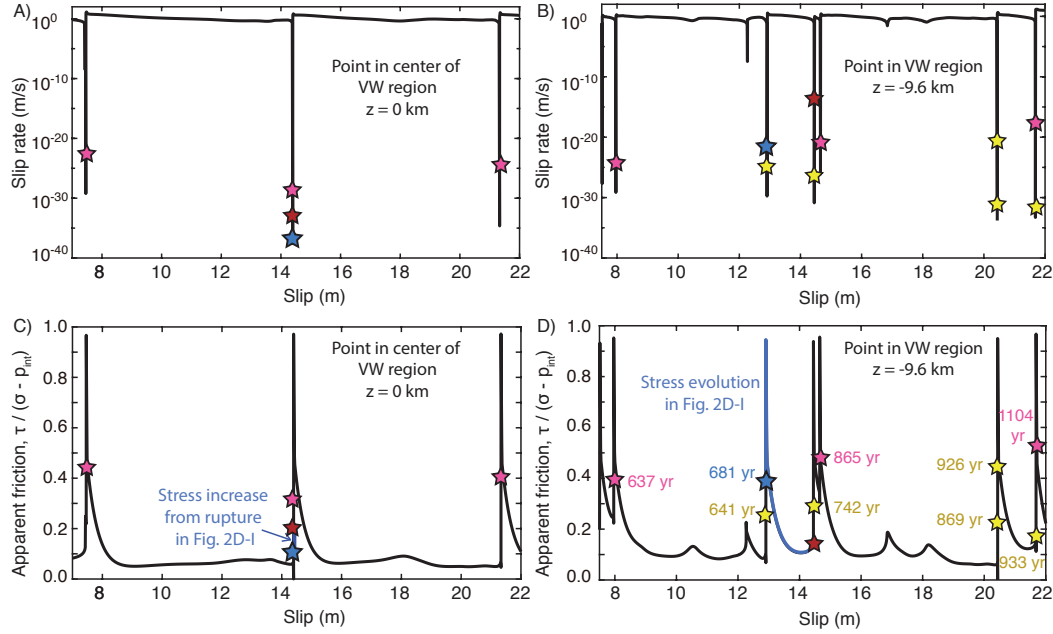 A)
10⁰
10⁻¹⁰
10⁻²⁰
10⁻³⁰
10⁻⁴⁰
Slip rate (m/s)
Point in center of
VW region
z = 0 km
8 10 12 14 16 18 20 22
Slip (m)
B)
10⁰
10⁻¹⁰
10⁻²⁰
10⁻³⁰
10⁻⁴⁰
Slip rate (m/s)
Point in VW region
z = -9.6 km
8 10 12 14 16 18 20 22
Slip (m)
C)
1.0
0.8
0.6
0.4
0.2
0.0
Apparent friction, τ / (σ - pint)
Point in center of
VW region
z = 0 km
Stress increase
from rupture
in Fig. 2D-I
8 10 12 14 16 18 20 22
Slip (m)
D)
1.0
0.8
0.6
0.4
0.2
0.0
Apparent friction, τ / (σ - pint)
Point in VW region
z = -9.6 km
Stress evolution
in Fig. 2D-I
1104
yr
637 yr
681 yr
641 yr
865 yr
742 yr
926 yr
869 yr
933 yr
8 10 12 14 16 18 20 22
Slip (m)